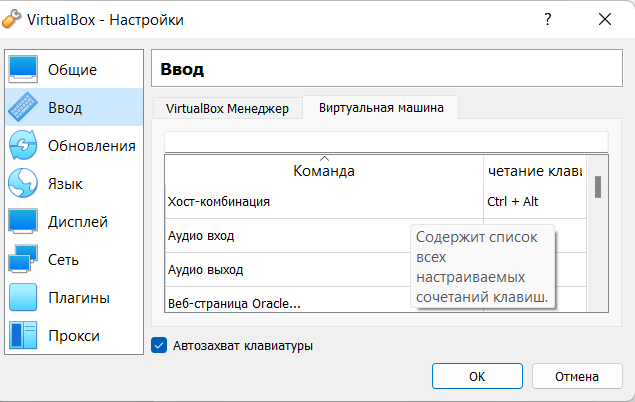 VirtualBox - Настройки
?
Общие
Ввод
Обновления
Язык
Дисплей
Сеть
Плагины
Прокси
Ввод
VirtualBox Менеджер
Виртуальная машина
Команда
четание клави
Хост-комбинация
Ctrl + Alt
Аудио вход
Аудио выход
Веб-страница Oracle...
Содержит список
всех
настраиваемых
сочетаний клавиш.
Автозахват клавиатуры
OK
Отмена